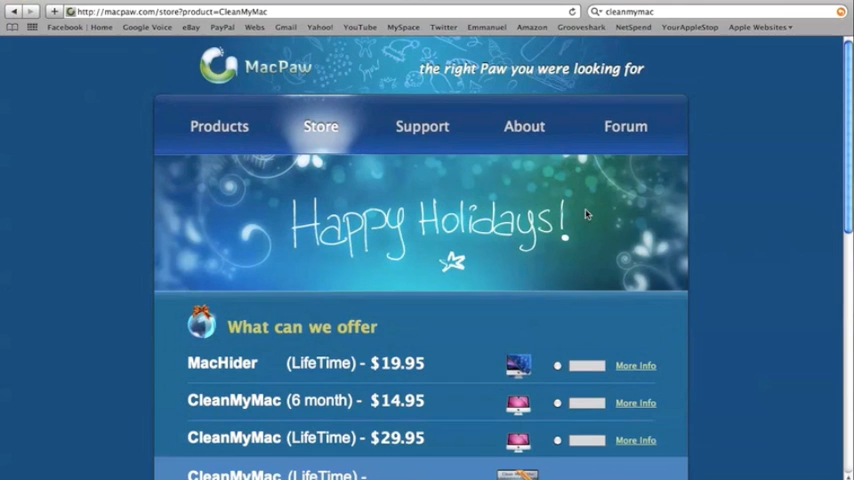 http://macpaw.com/store?product=CleanMyMac
cleanmymac
Facebook Home Google Voice eBay PayPal Webs Yahoo! YouTube MySpace Twitter Emmanuel Amazon Grooveshark NetSpend YourAppleStop Apple Websites
MacPaw
the right Paw you were looking for
Products Store Support About Forum
Happy Holidays!
What can we offer
MacHider (LifeTime) - $19.95 More Info
CleanMyMac (6 month) - $14.95 More Info
CleanMyMac (LifeTime) - $29.95 More Info
CleanMyMac (LifeTime) -